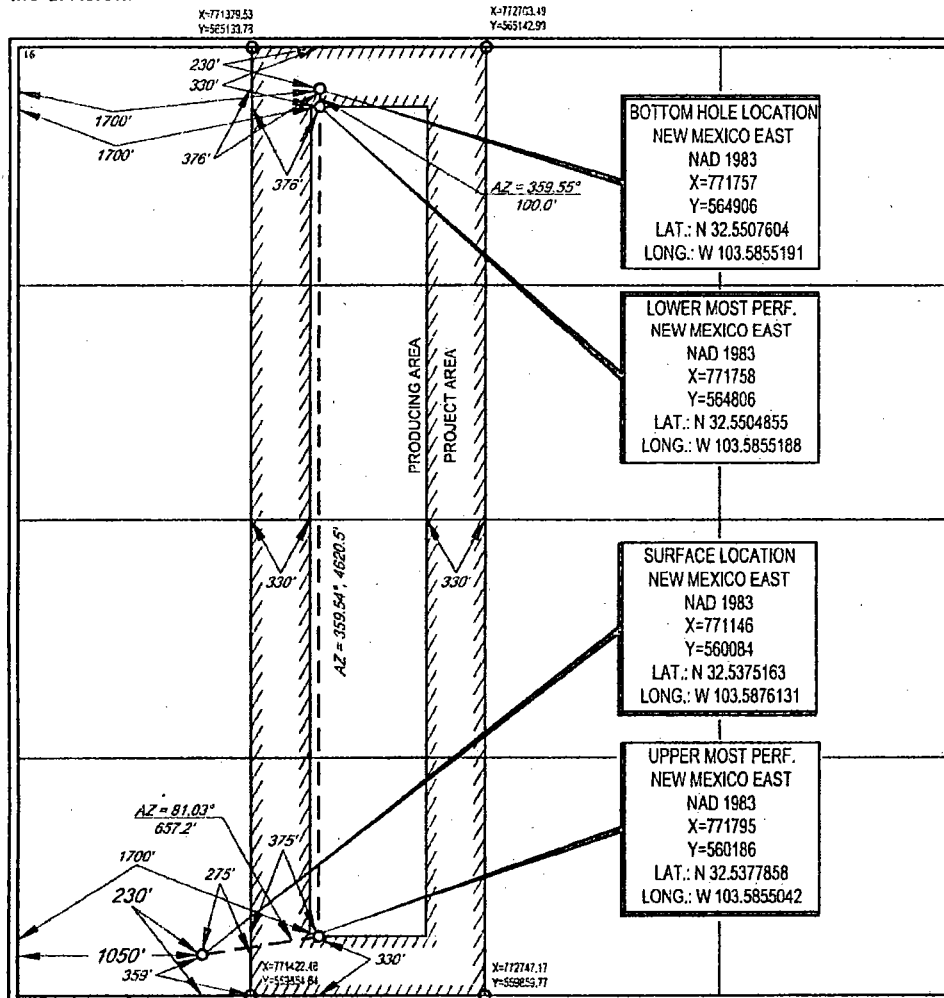 X=771379.53
Y=565133.78
X=772703.49
Y=565142.99
16
230'
330'
1700'
1700'
376'
376'
AZ = 359.55°
100.0'
BOTTOM HOLE LOCATION
NEW MEXICO EAST
NAD 1983
X=771757
Y=564906
LAT.: N 32.5507604
LONG.: W 103.5855191
LOWER MOST PERF.
NEW MEXICO EAST
NAD 1983
X=771758
Y=564806
LAT.: N 32.5504855
LONG.: W 103.5855188
PRODUCING AREA
PROJECT AREA
330'
330'
AZ = 359.54°, 4620.5'
SURFACE LOCATION
NEW MEXICO EAST
NAD 1983
X=771146
Y=560084
LAT.: N 32.5375163
LONG.: W 103.5876131
UPPER MOST PERF.
NEW MEXICO EAST
NAD 1983
X=771795
Y=560186
LAT.: N 32.5377858
LONG.: W 103.5855042
AZ = 81.03°
657.2'
1700'
375'
275'
230'
1050'
359'
330'
X=771422.48
X=772747.17
Y=559859.77